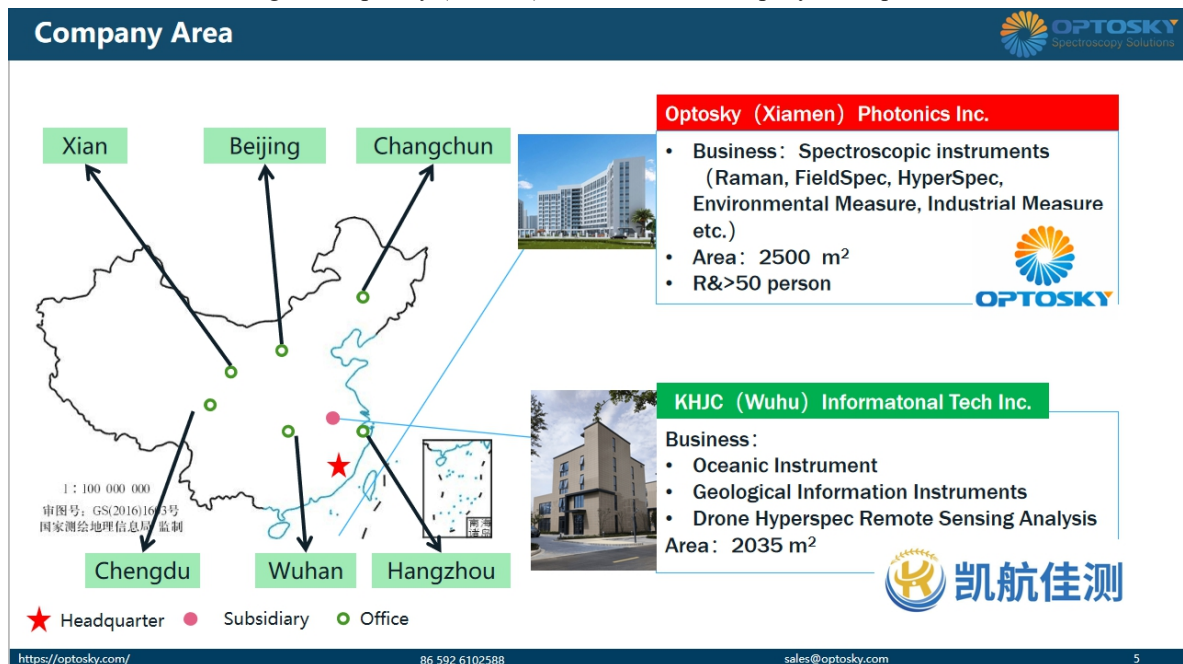 Company Area
OPTOSKY
Spectroscopy Solutions
Xian
Beijing
Changchun
1:100 000 000
国家测绘地理信息局 监制
南海
诸岛
Chengdu
Wuhan
Hangzhou
Headquarter
Subsidiary
Office
Optosky（Xiamen）Photonics Inc.
• Business：Spectroscopic instruments
（Raman, FieldSpec, HyperSpec,
Environmental Measure, Industrial Measure
etc.）
• Area：2500 m²
• R&>50 person
OPTOSKY
KHJC（Wuhu）Informatonal Tech Inc.
Business：
• Oceanic Instrument
• Geological Information Instruments
• Drone Hyperspec Remote Sensing Analysis
Area：2035 m²
凯航佳测
https://optosky.com/
86 592 6102588
sales@optosky.com
5